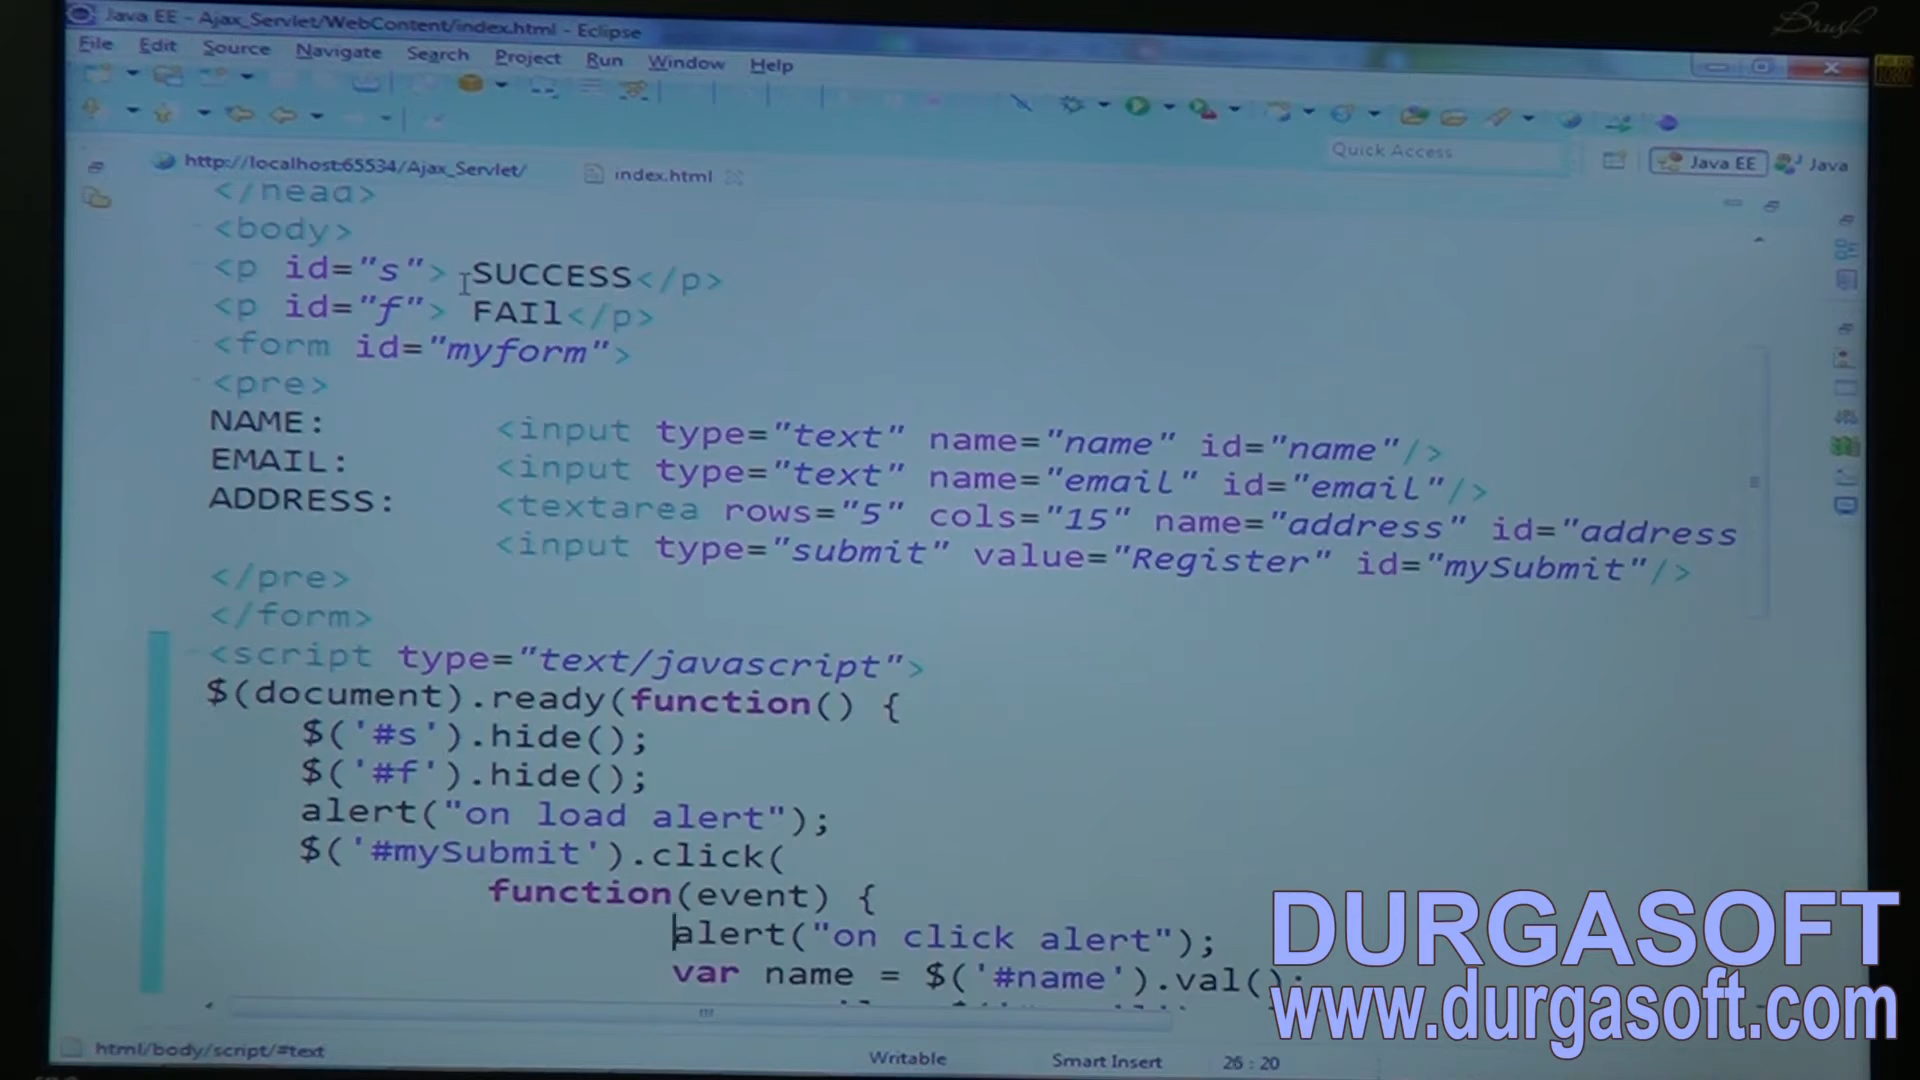 Brush
Java EE - Ajax_Servlet/WebContent/index.html - Eclipse
File Edit Source Navigate Search Project Run Window Help
Quick Access
Java EE
Java
http://localhost:65534/Ajax_Servlet/
index.html
</head>
<body>
<p id="s"> SUCCESS</p>
<p id="f"> FAIl</p>
<form id="myform">
<pre>
NAME: <input type="text" name="name" id="name"/>
EMAIL: <input type="text" name="email" id="email"/>
ADDRESS: <textarea rows="5" cols="15" name="address" id="address
<input type="submit" value="Register" id="mySubmit"/>
</pre>
</form>
<script type="text/javascript">
$(document).ready(function() {
$('#s').hide();
$('#f').hide();
alert("on load alert");
$('#mySubmit').click(
function(event) {
alert("on click alert");
var name = $('#name').val();
html/body/script/#text
Writable
Smart Insert
26 : 20
DURGASOFT
www.durgasoft.com